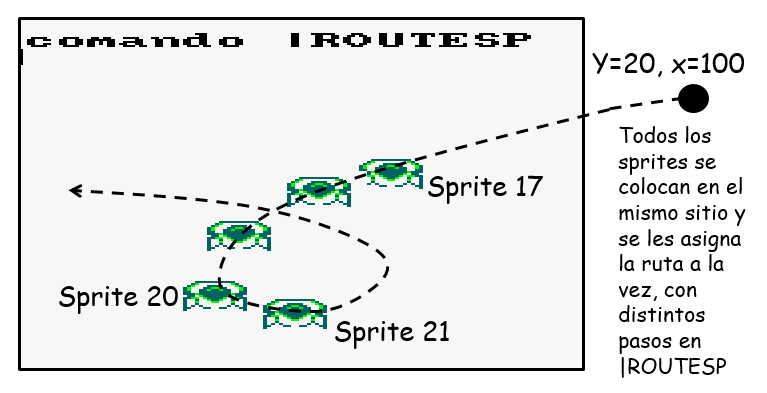 comando |ROUTESP
Y=20, x=100
Todos los
sprites se
colocan en el
mismo sitio y
se les asigna
la ruta a la
vez, con
distintos
pasos en
|ROUTESP
Sprite 17
Sprite 20
Sprite 21